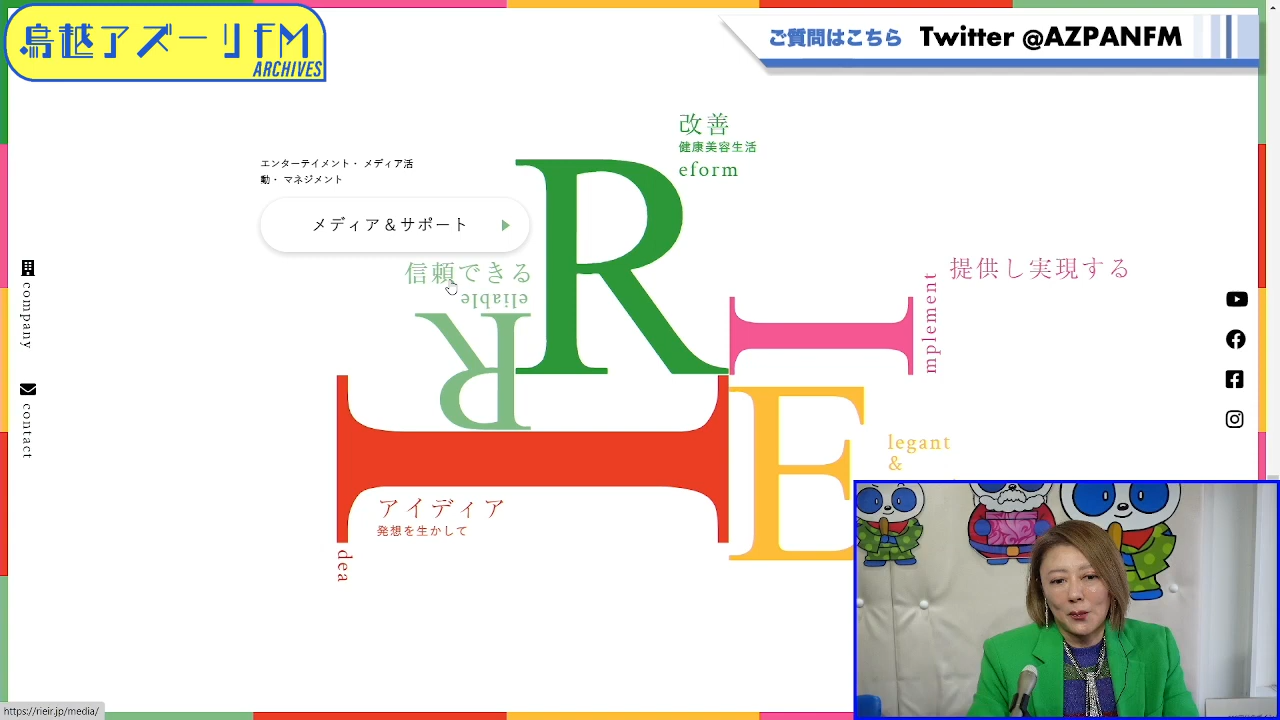 鳥越アズーリFM
ARCHIVES
ご質問はこちら Twitter @AZPANFM
改善
健康美容生活
eform
R
エンターテイメント・ メディア活
動・ マネジメント
メディア＆サポート
信頼できる
eliable
R
提供し実現する
mplement
I
company
contact
I
E
legant
&
アイディア
発想を生かして
dea
https://rieir.jp/media/